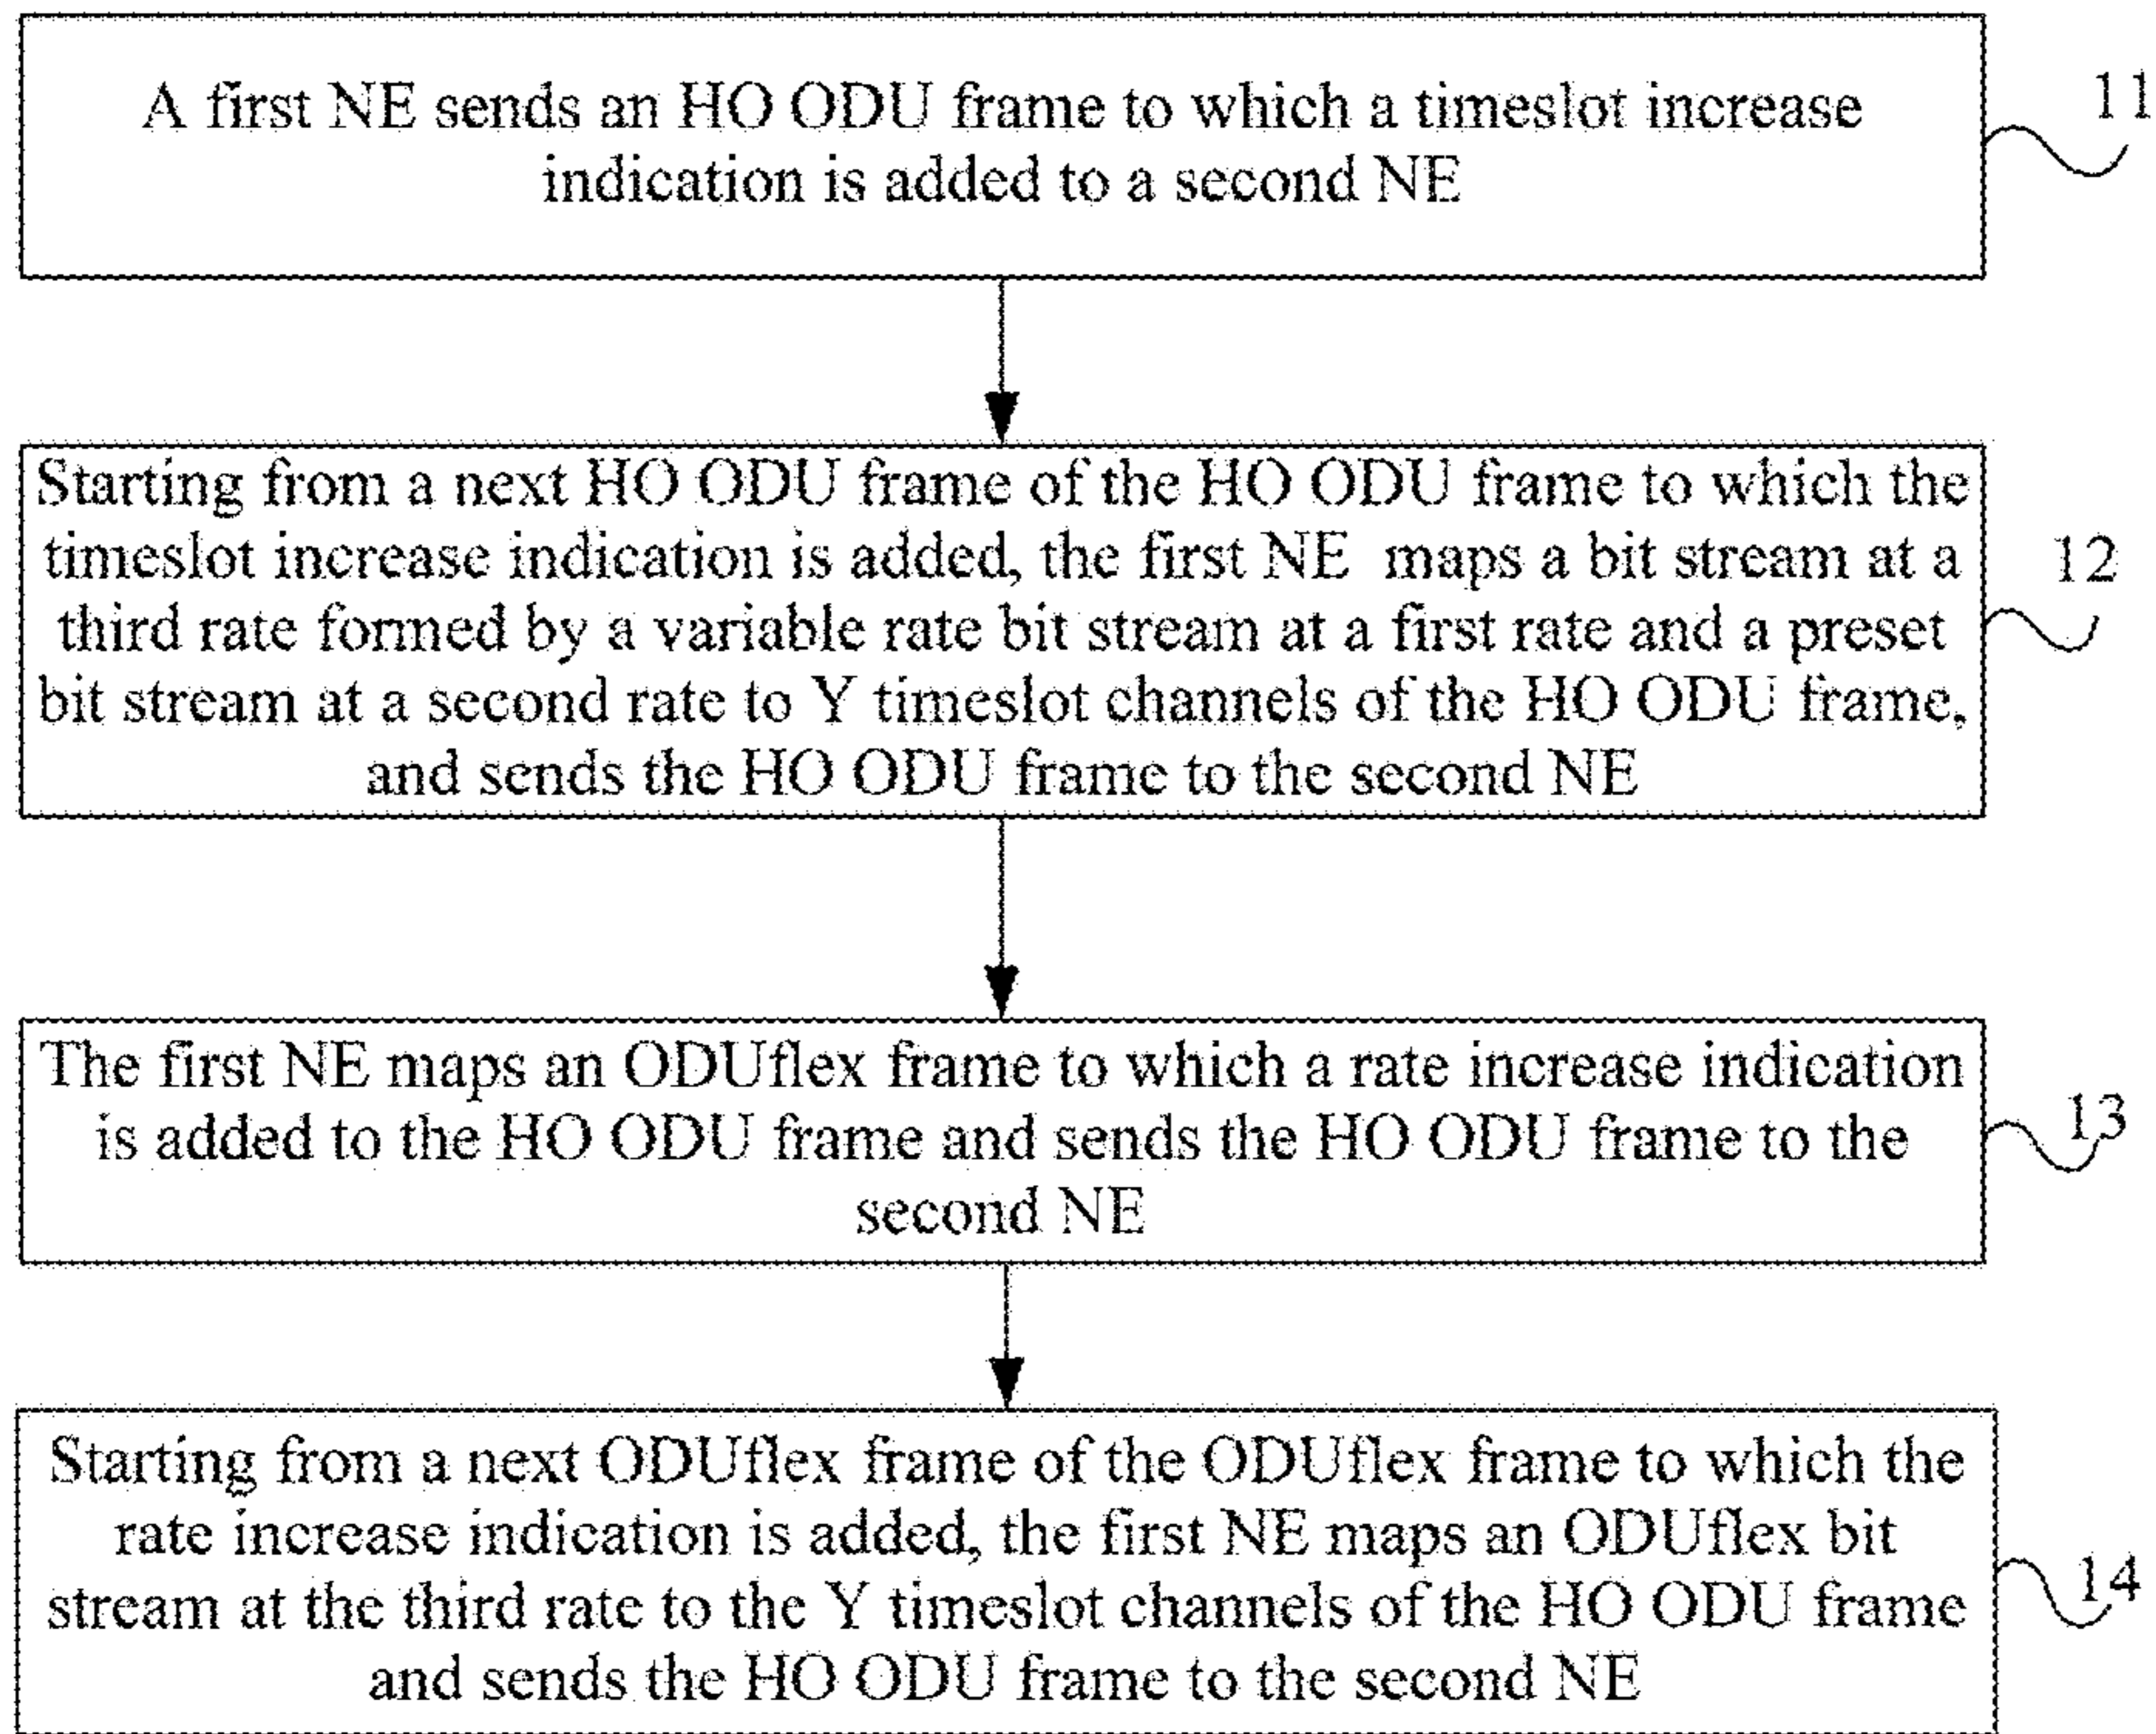 A first NE sends an HO ODU frame to which a timeslot increase
indication is added to a second NE
11
Starting from a next HO ODU frame of the HO ODU frame to which the
timeslot increase indication is added, the first NE maps a bit stream at a
third rate formed by a variable rate bit stream at a first rate and a preset
bit stream at a second rate to Y timeslot channels of the HO ODU frame,
and sends the HO ODU frame to the second NE
12
The first NE maps an ODUflex frame to which a rate increase indication
is added to the HO ODU frame and sends the HO ODU frame to the
second NE
13
Starting from a next ODUflex frame of the ODUflex frame to which the
rate increase indication is added, the first NE maps an ODUflex bit
stream at the third rate to the Y timeslot channels of the HO ODU frame
and sends the HO ODU frame to the second NE
14